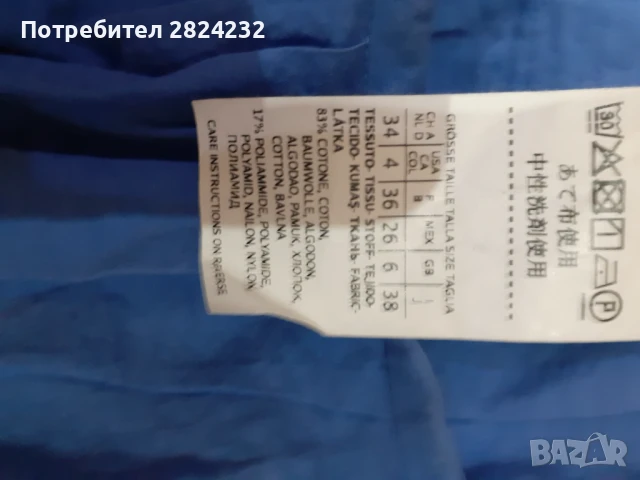 Потребител 2824232
30
P
あて布使用
中性洗剤使用
GRÖSSE TAILLE TALLA SIZE TAGLIA
CH A USA F MEX GB I
NL D CA B
COL
34 4 36 26 6 38
TESSUTO- TISSU- STOFF- TEJIDO-
TECIDO- KUMAŞ- ТКАНЬ- FABRIC-
LÁTKA
83% COTONE, COTON,
BAUMWOLLE, ALGODON,
ALGODAO, PAMUK, ХЛОПОК,
COTTON, BAVLNA
17% POLIAMMIDE, POLYAMIDE,
POLYAMID, NAILON, NYLON,
ПОЛИАМИД
CARE INSTRUCTIONS ON REVERSE
BAZAR